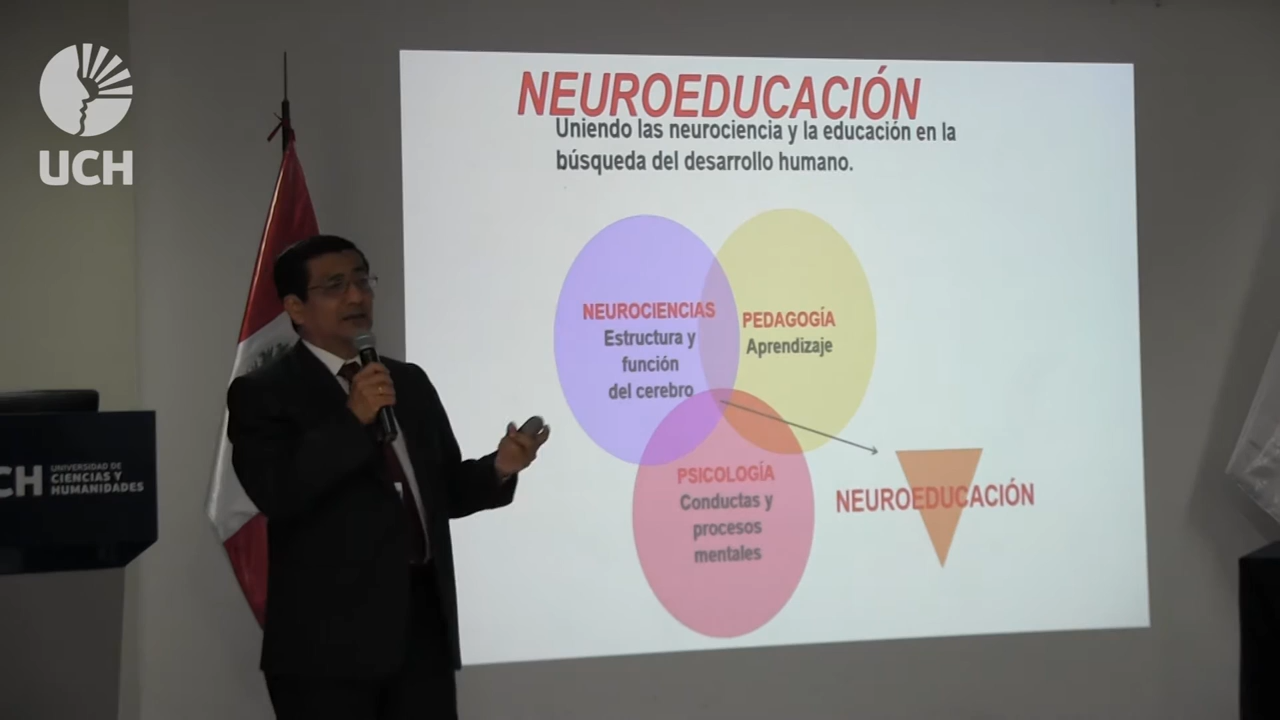 UCH
NEUROEDUCACIÓN
Uniendo las neurociencia y la educación en la
búsqueda del desarrollo humano.
NEUROCIENCIAS
Estructura y
función
del cerebro
PEDAGOGÍA
Aprendizaje
PSICOLOGÍA
Conductas y
procesos
mentales
NEUROEDUCACIÓN
CH
UNIVERSIDAD DE
CIENCIAS Y
HUMANIDADES